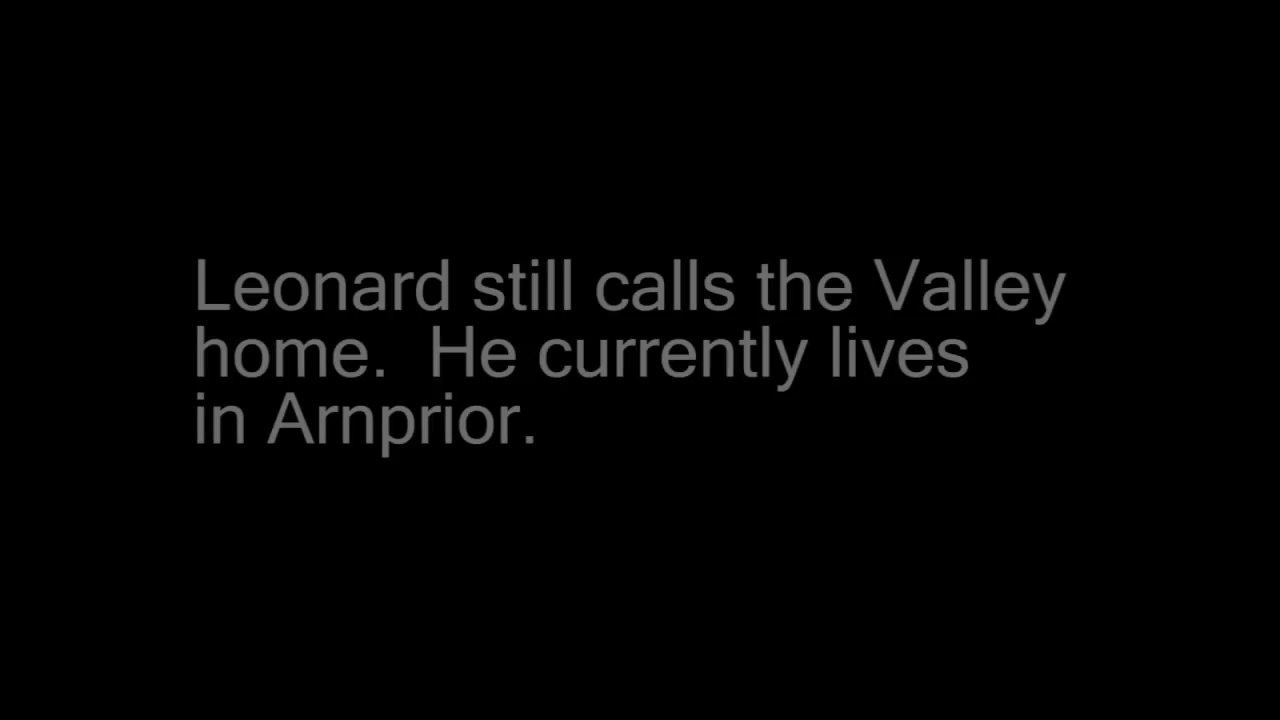 Leonard still calls the Valley
home.  He currently lives
in Arnprior.